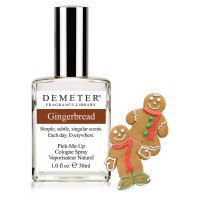 DEMETER
FRAGRANCE LIBRARY
Gingerbread
Simple, subtle, singular scents.
Each day. Everywhere.
Pick-Me-Up
Cologne Spray
Vaporisateur Naturel
1.0 fl oz e 30ml